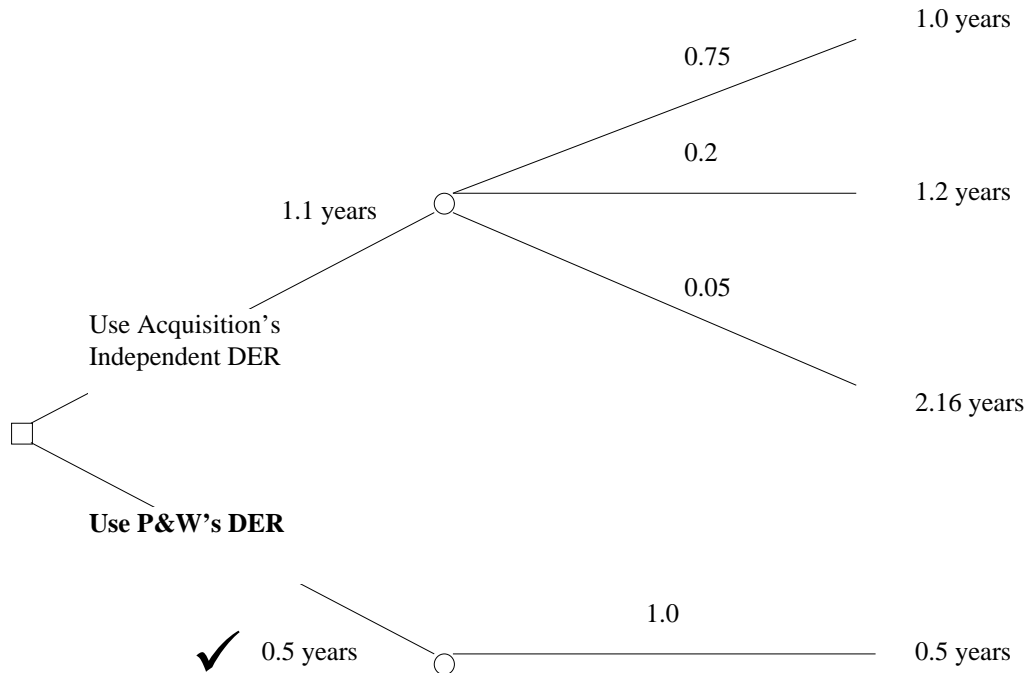 1.0 years
0.75
0.2
1.2 years
1.1 years
0.05
Use Acquisition’s
Independent DER
2.16 years
Use P&W's DER
1.0
0.5 years
0.5 years